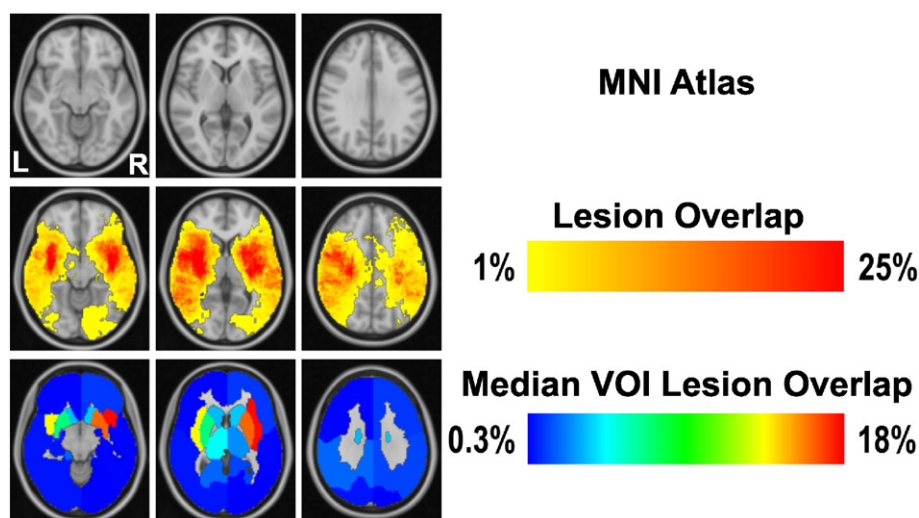 MNI Atlas
L R
Lesion Overlap
1% 25%
Median VOI Lesion Overlap
0.3% 18%